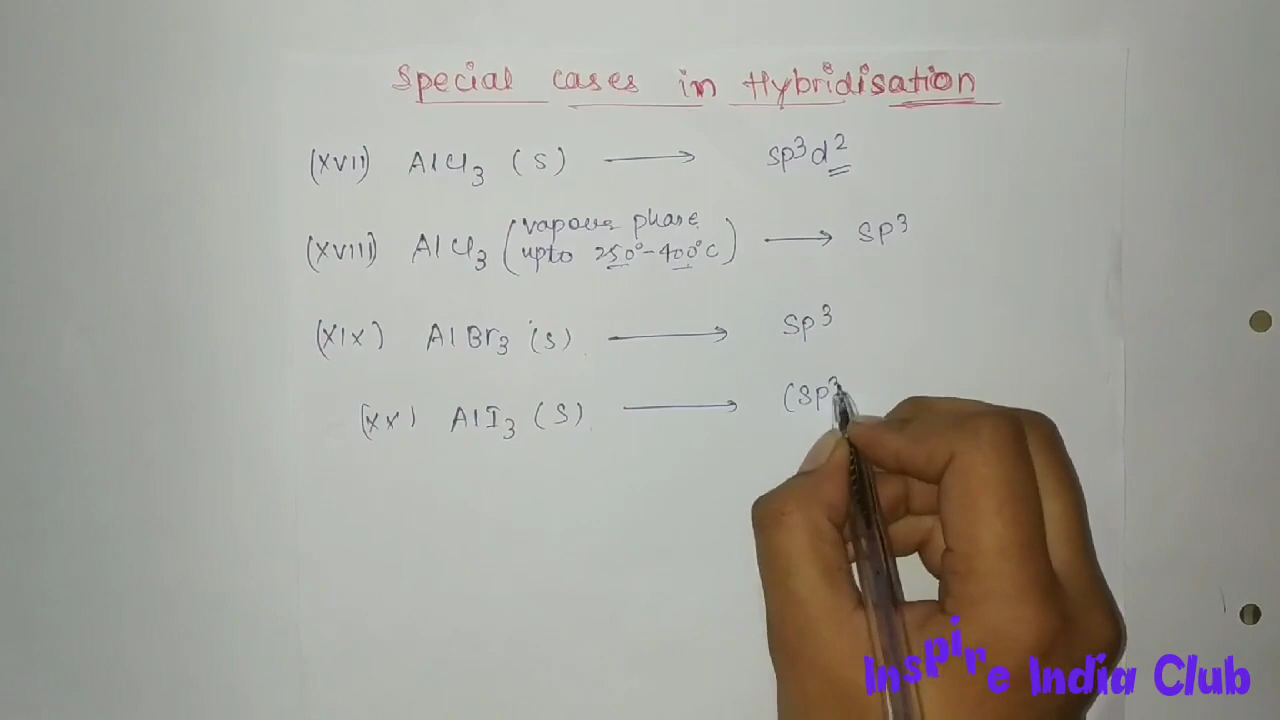 Special cases in Hybridisation
(XVII) AlCl3 (S) ⟶ sp³d²
(XVIII) AlCl3 (vapour phase upto 250°-400°C) ⟶ sp³
(XIX) AlBr3 (S) ⟶ sp³
(XX) AlI3 (S) ⟶ (sp³
Inspire India Club